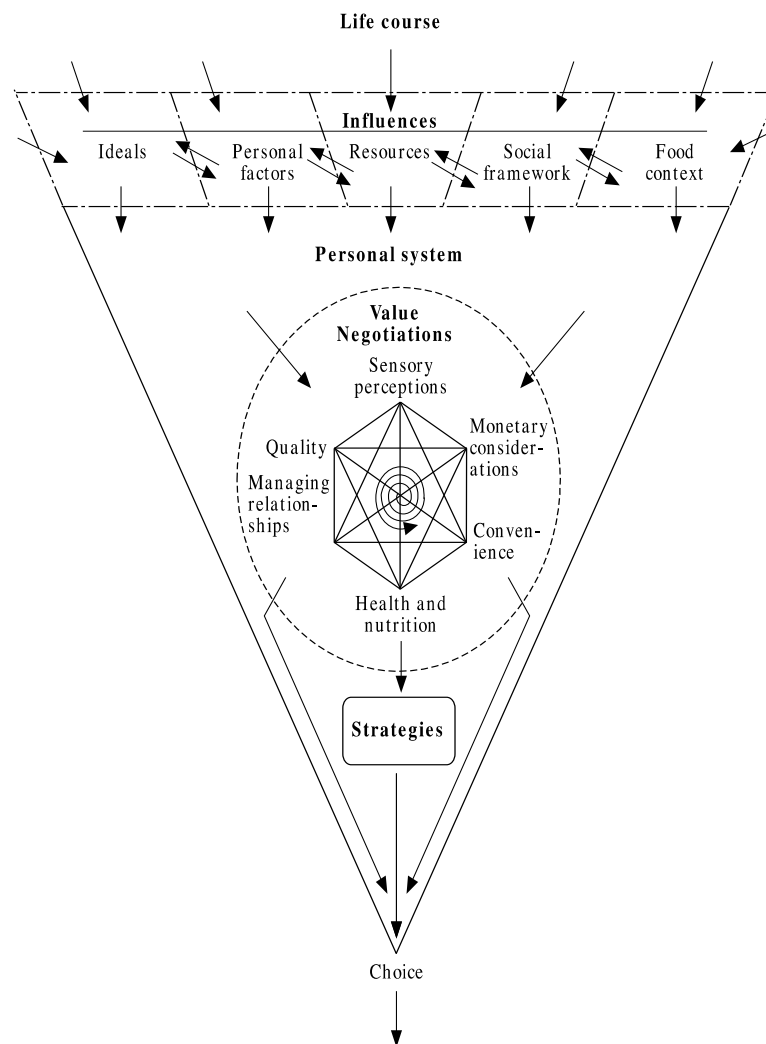 Life course
Influences
Ideals
Personal
factors
Resources
Social
framework
Food
context
Personal system
Value
Negotiations
Sensory
perceptions
Quality
Monetary
consider-
ations
Managing
relation-
ships
Conven-
ience
Health and
nutrition
Strategies
Choice